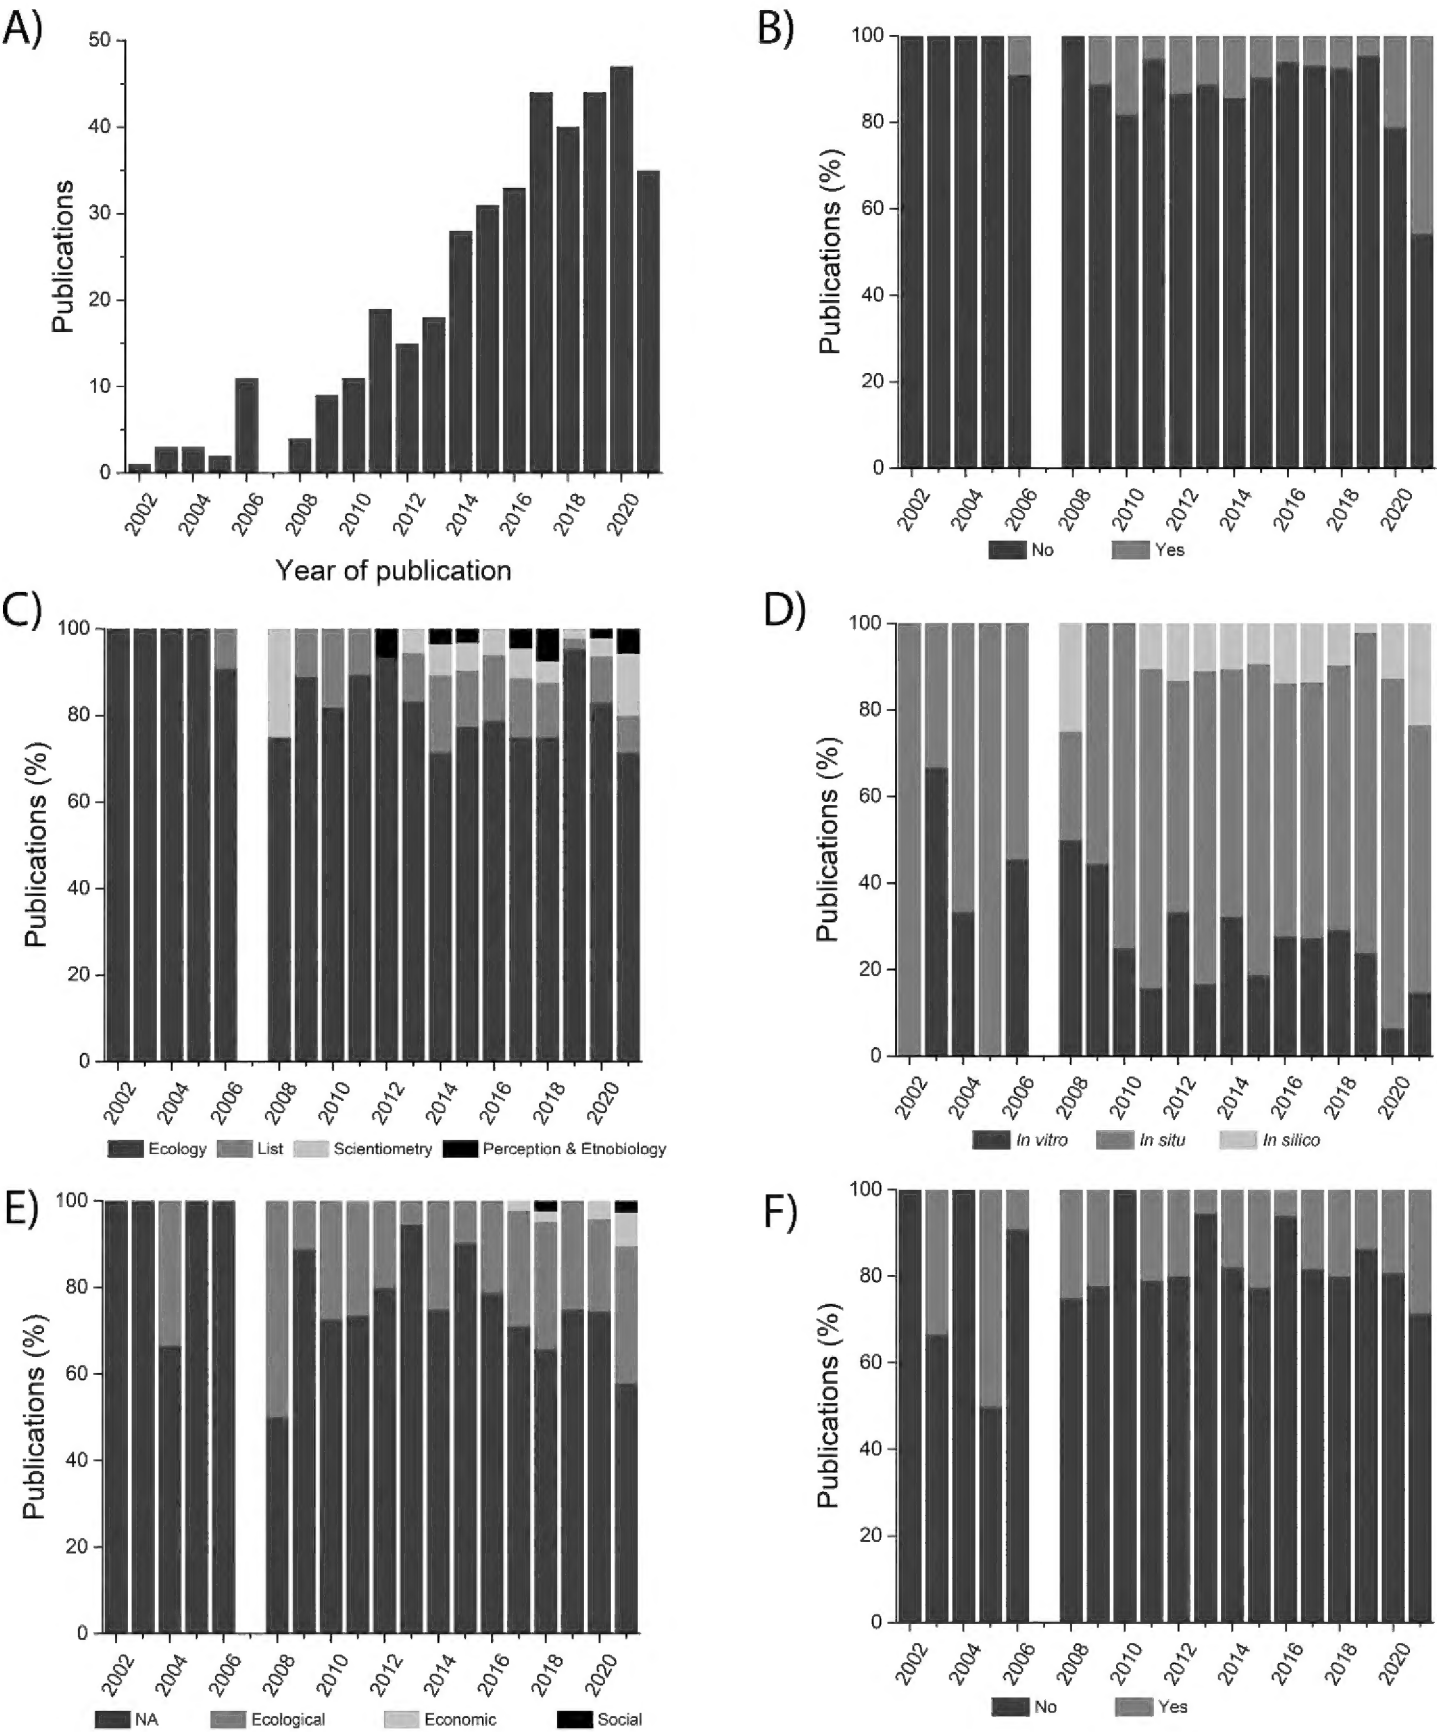 A)
50
40
30
20
10
0
Publications
2002 2004 2006 2008 2010 2012 2014 2016 2018 2020
Year of publication
B)
100
80
60
40
20
0
Publications (%)
2002 2004 2006 2008 2010 2012 2014 2016 2018 2020
No Yes
C)
100
80
60
40
20
0
Publications (%)
2002 2004 2006 2008 2010 2012 2014 2016 2018 2020
Ecology List Scientiometry Perception & Etnobiology
D)
100
80
60
40
20
0
Publications (%)
2002 2004 2006 2008 2010 2012 2014 2016 2018 2020
In vitro In situ In silico
E)
100
80
60
40
20
0
Publications (%)
2002 2004 2006 2008 2010 2012 2014 2016 2018 2020
NA Ecological Economic Social
F)
100
80
60
40
20
0
Publications (%)
2002 2004 2006 2008 2010 2012 2014 2016 2018 2020
No Yes